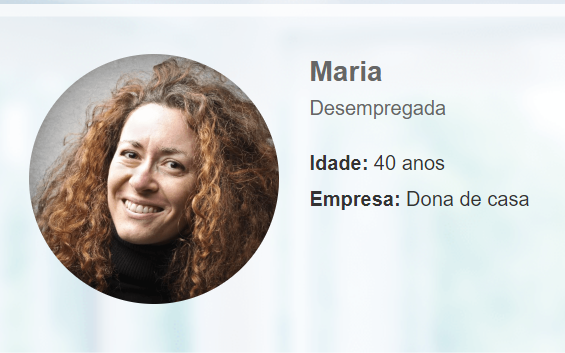 Maria
Desempregada
Idade: 40 anos
Empresa: Dona de casa